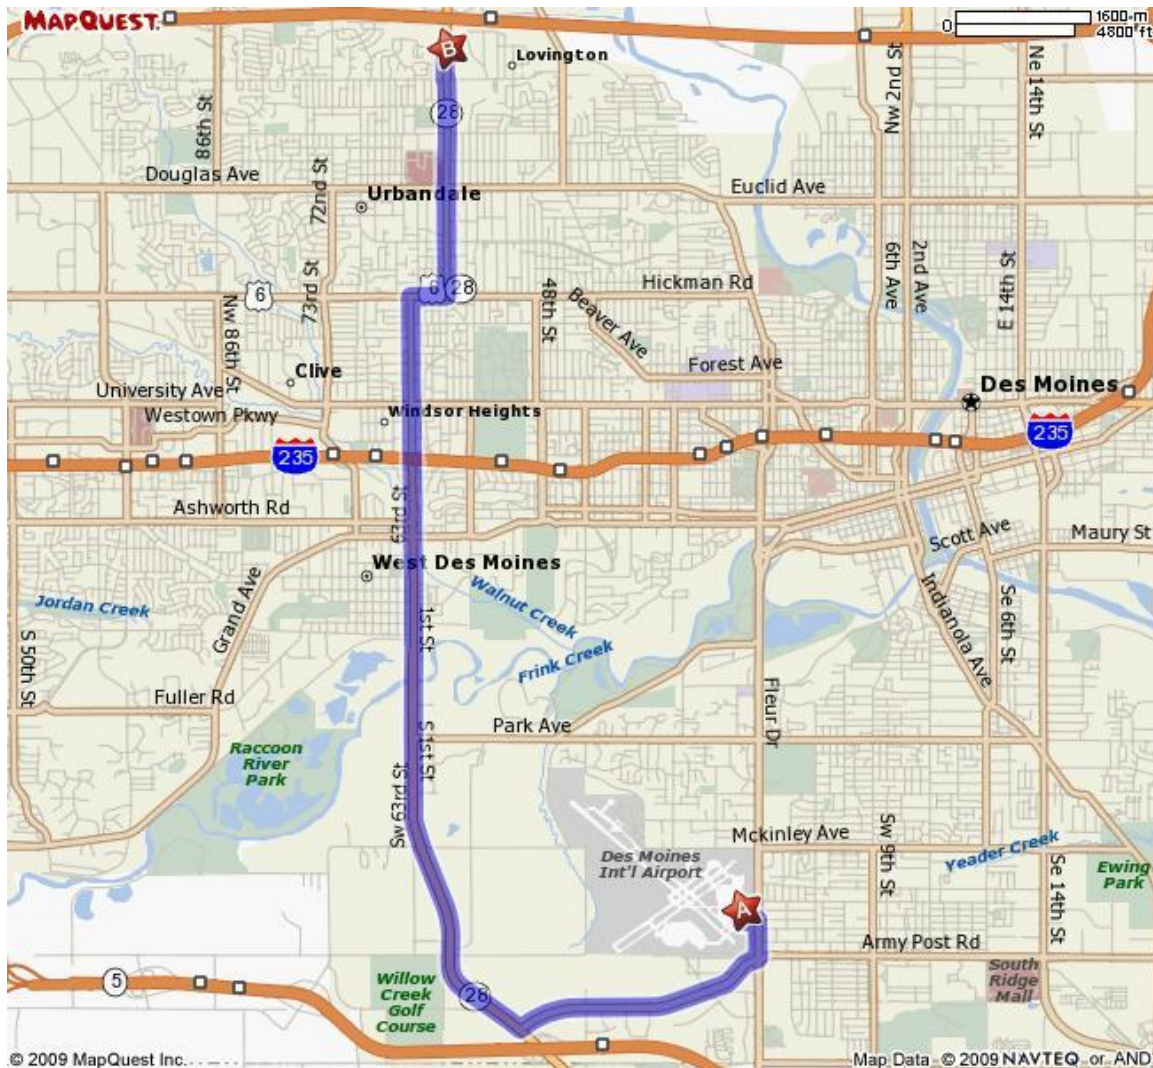 MAPQUEST.
0
1600 m
4800 ft
B
Lovington
28
86th St
Nw 2nd St
Ne 14th St
Douglas Ave
72nd St
Urbandale
Euclid Ave
6
73rd St
6
28
48th St
Hickman Rd
Beaver Ave
6th Ave
2nd Ave
E 14th St
Nw 86th St
Clive
Forest Ave
University Ave
Des Moines
Westown Pkwy
Windsor Heights
235
235
Ashworth Rd
63rd St
Scott Ave
Maury St
West Des Moines
Jordan Creek
Grand Ave
Walnut Creek
1st St
Indianola Ave
Se 6th St
S 50th St
Frink Creek
Fuller Rd
Fleur Dr
Park Ave
S 1st St
Raccoon
River
Park
Sw 63rd St
Mckinley Ave
Sw 9th St
Yeader Creek
Des Moines
Int'l Airport
Ewing
Park
Se 14th St
A
Army Post Rd
5
Willow
Creek
Golf
Course
28
South
Ridge
Mall
© 2009 MapQuest Inc.
Map Data © 2009 NAVTEQ or AND